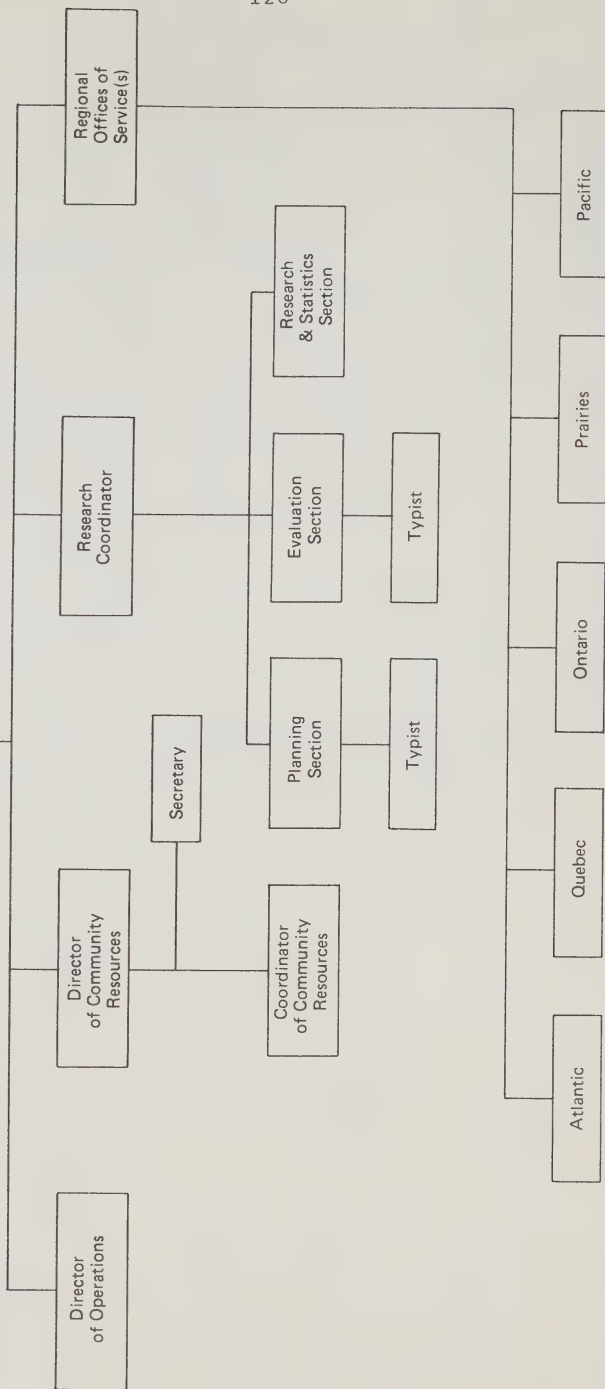 Director
of Operations
Director
of Community
Resources
Research
Coordinator
Regional
Offices of
Service(s)
Secretary
Coordinator
of Community
Resources
Planning
Section
Evaluation
Section
Research
& Statistics
Section
Typist
Typist
Atlantic
Quebec
Ontario
Prairies
Pacific